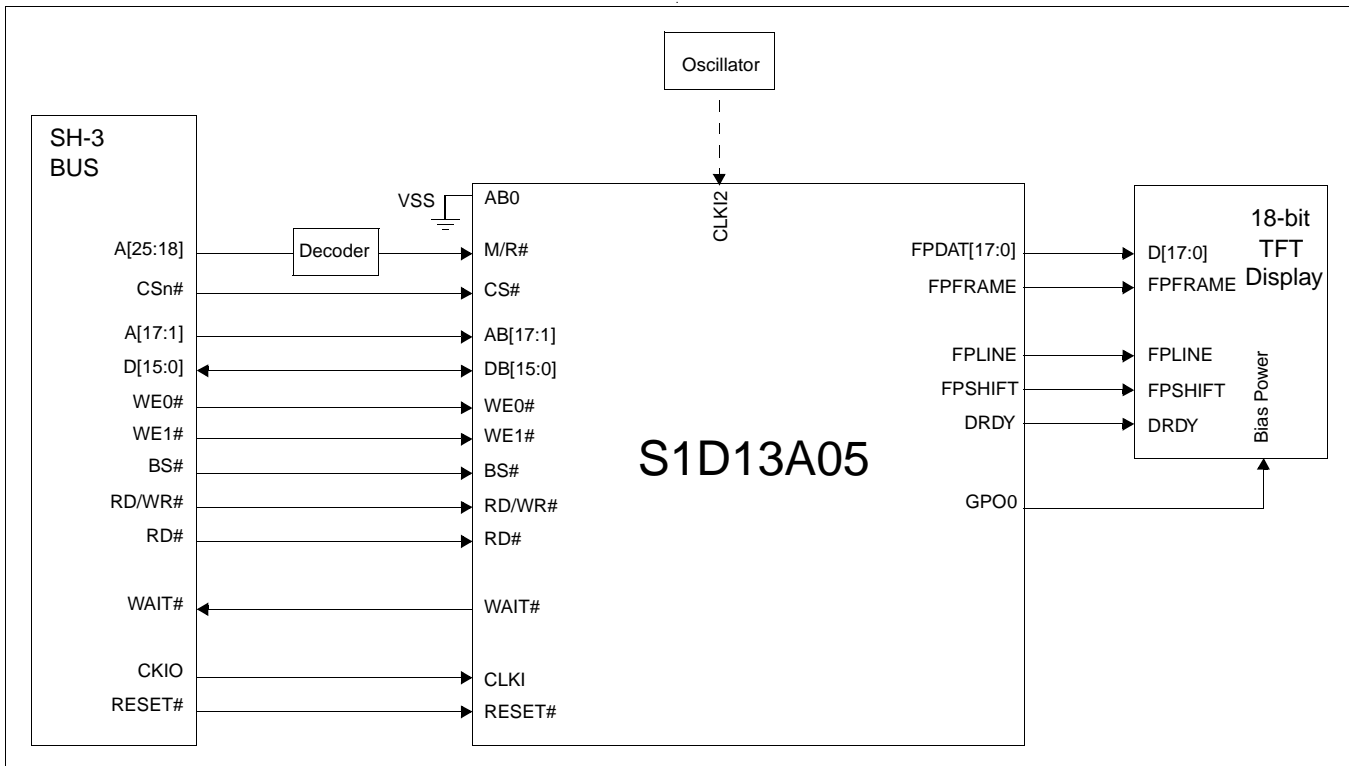 Oscillator
SH-3
BUS
A[25:18]
CSn#
A[17:1]
D[15:0]
WE0#
WE1#
BS#
RD/WR#
RD#
WAIT#
CKIO
RESET#
Decoder
VSS
AB0
M/R#
CS#
AB[17:1]
DB[15:0]
WE0#
WE1#
BS#
RD/WR#
RD#
WAIT#
CLKI
RESET#
CLKI2
S1D13A05
FPDAT[17:0]
FPFRAME
FPLINE
FPSHIFT
DRDY
GPO0
18-bit
TFT
Display
D[17:0]
FPFRAME
FPLINE
FPSHIFT
DRDY
Bias Power